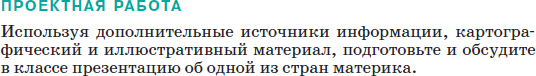 ПРОЕКТНАЯ РАБОТА
Используя дополнительные источники информации, картогра-
фический и иллюстративный материал, подготовьте и обсудите
в классе презентацию об одной из стран материка.